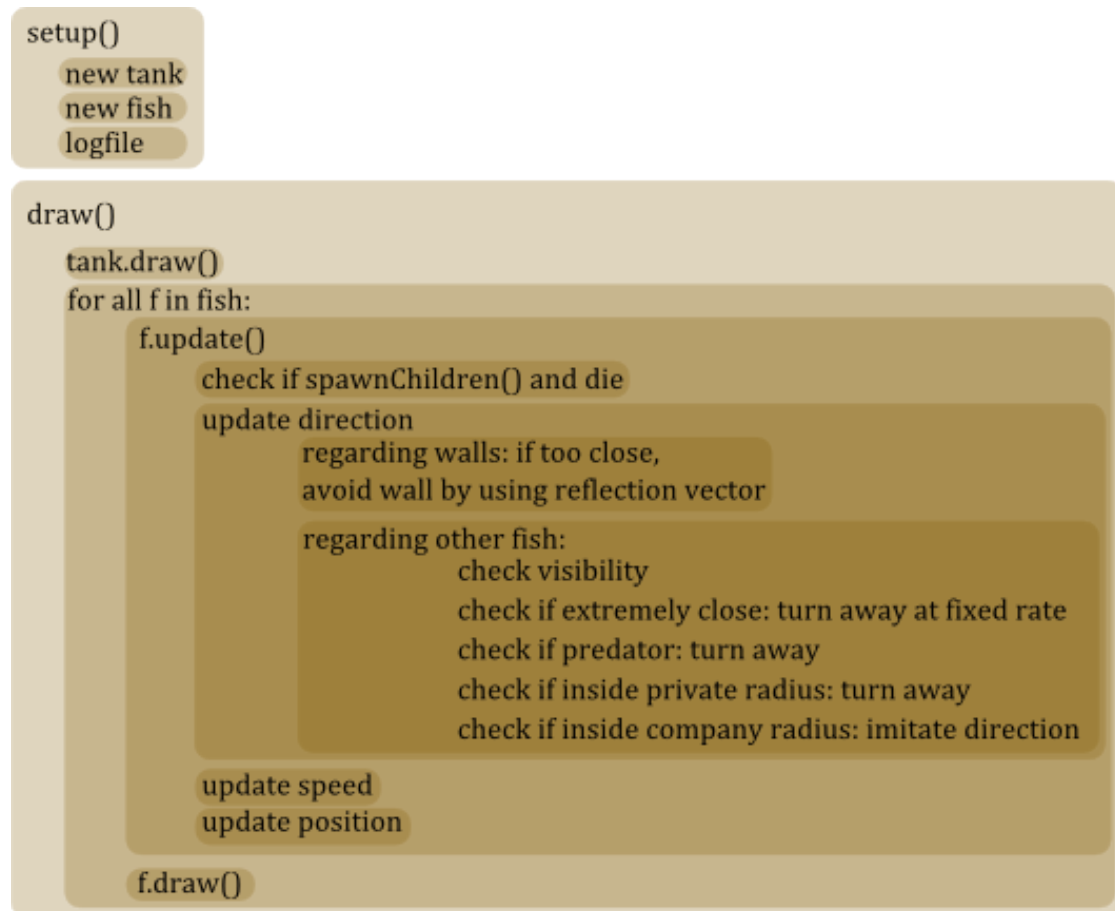 setup()
new tank
new fish
logfile
draw()
tank.draw()
for all f in fish:
f.update()
check if spawnChildren() and die
update direction
regarding walls: if too close,
avoid wall by using reflection vector
regarding other fish:
check visibility
check if extremely close: turn away at fixed rate
check if predator: turn away
check if inside private radius: turn away
check if inside company radius: imitate direction
update speed
update position
f.draw()